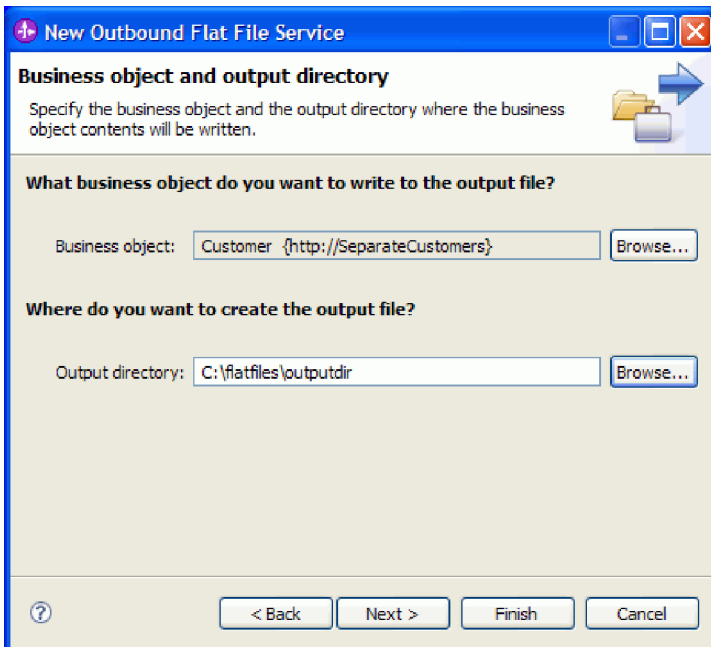 New Outbound Flat File Service
Business object and output directory
Specify the business object and the output directory where the business
object contents will be written.
What business object do you want to write to the output file?
Business object: Customer {http://SeparateCustomers} Browse...
Where do you want to create the output file?
Output directory: C:\flatfiles\outputdir Browse...
? < Back Next > Finish Cancel